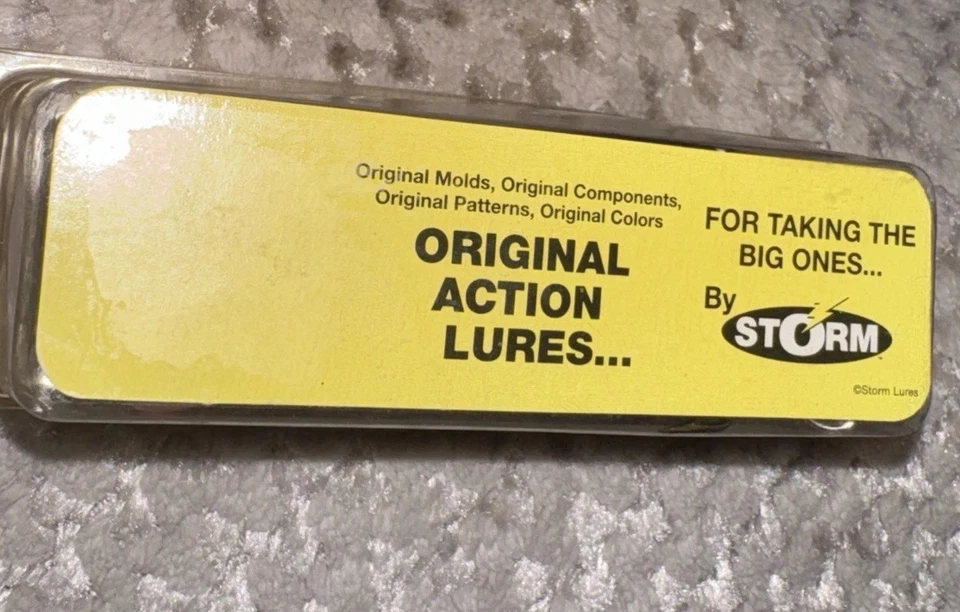 Original Molds, Original Components,
Original Patterns, Original Colors
ORIGINAL
ACTION
LURES...
FOR TAKING THE
BIG ONES...
By
STORM
©Storm Lures